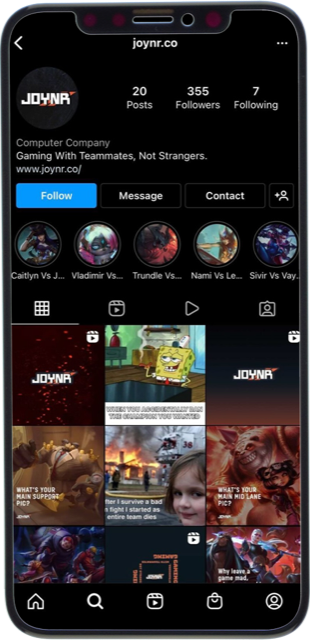 joynr.co
JOYNR
20
355
7
Posts
Followers
Following
Computer Company
Gaming With Teammates, Not Strangers.
www.joynr.co/
Follow
Message
Contact
Caitlyn Vs J...
Vladimir Vs...
Trundle Vs...
Nami Vs Le...
Sivir Vs Vay...
JOYNR
WHEN YOU ACCIDENTALLY BAN
THE CHAMPION YOU WANTED
JOYNR
WHAT'S YOUR
MAIN SUPPORT
PIC?
JOYNR
After I survive a bad
fight I started as
entire team dies
WHAT'S YOUR
MAIN MID LANE
PIC?
JOYNR
GAMING
JOYNR
Why leave a
game mad,